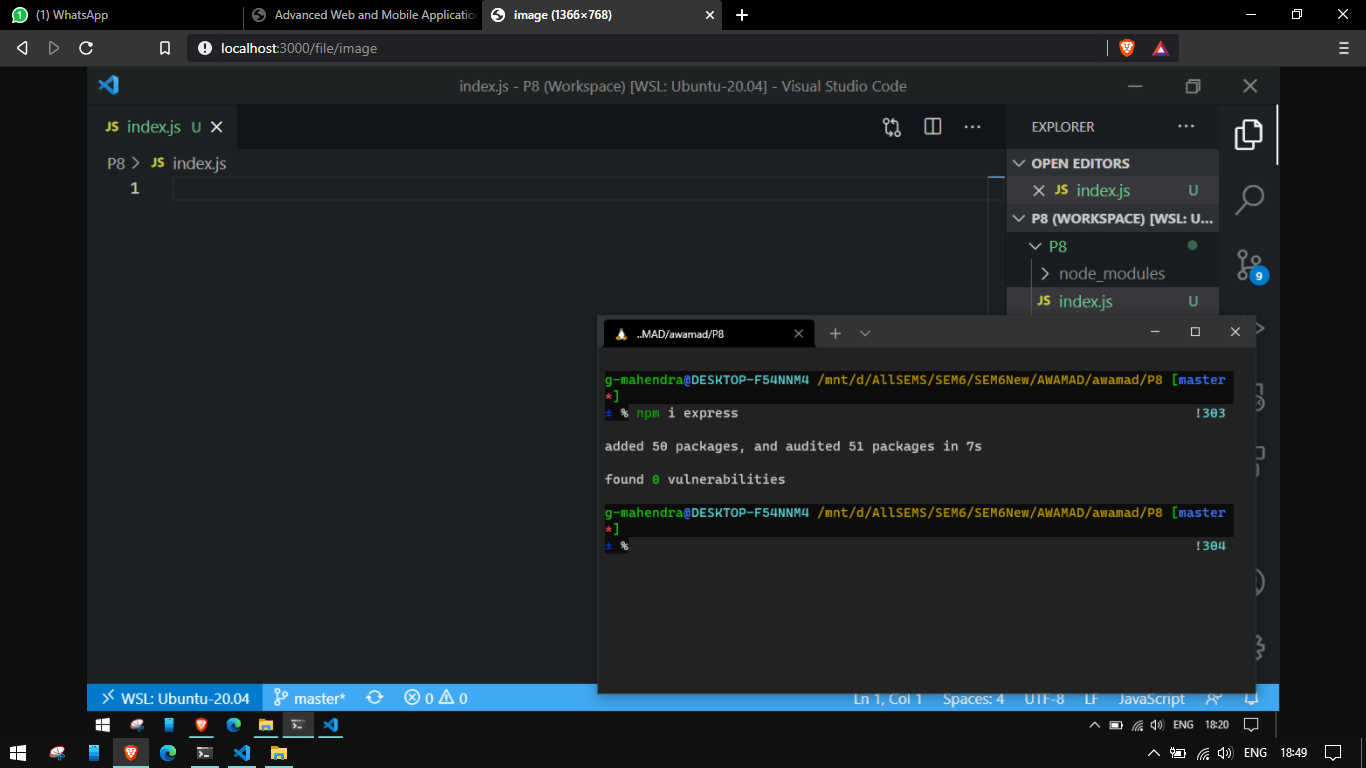 (1) WhatsApp
Advanced Web and Mobile Applicatio
image (1366×768)
localhost:3000/file/image
index.js - P8 (Workspace) [WSL: Ubuntu-20.04] - Visual Studio Code
JS index.js U
EXPLORER
P8 > JS index.js
OPEN EDITORS
1
JS index.js U
P8 (WORKSPACE) [WSL: U...
P8
node_modules
9
JS index.js U
..MAD/awamad/P8
g-mahendra@DESKTOP-F54NNM4 /mnt/d/AllSEMS/SEM6/SEM6New/AWAMAD/awamad/P8 [master
*]
± % npm i express !303
added 50 packages, and audited 51 packages in 7s
found 0 vulnerabilities
g-mahendra@DESKTOP-F54NNM4 /mnt/d/AllSEMS/SEM6/SEM6New/AWAMAD/awamad/P8 [master
*]
± % !304
WSL: Ubuntu-20.04 master* 0 0 Ln 1, Col 1 Spaces: 4 UTF-8 LF JavaScript
ENG 18:20
ENG 18:49